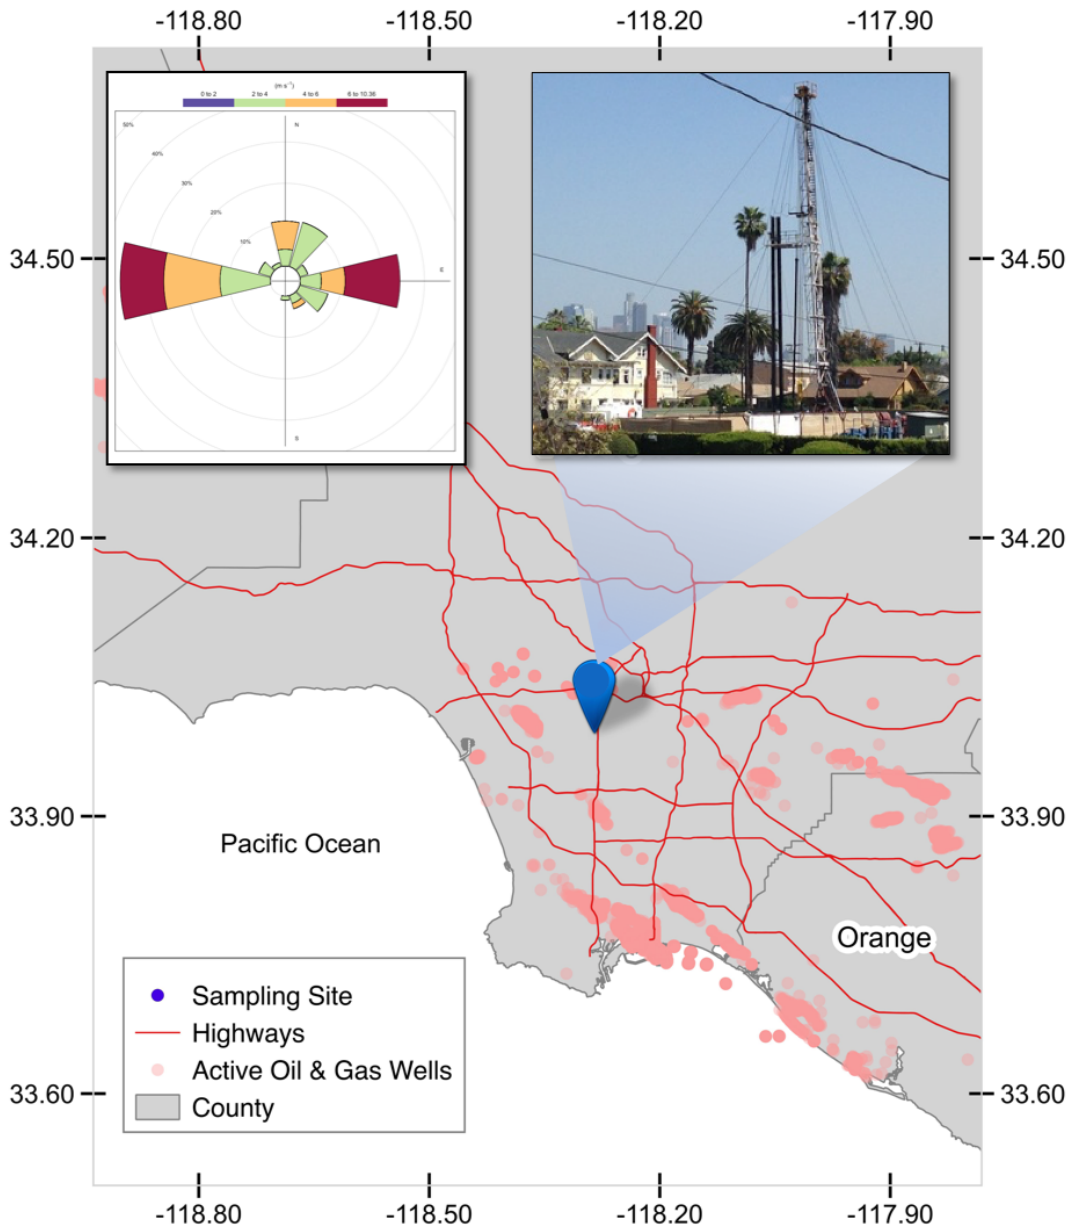 -118.80 -118.50 -118.20 -117.90
(m s⁻¹)
0 to 2 2 to 4 4 to 6 6 to 10.36
50%
40%
30%
20%
10%
N
E
S
34.50 34.50
34.20 34.20
33.90 33.90
Pacific Ocean
Orange
Sampling Site
Highways
Active Oil & Gas Wells
County
33.60 33.60
-118.80 -118.50 -118.20 -117.90